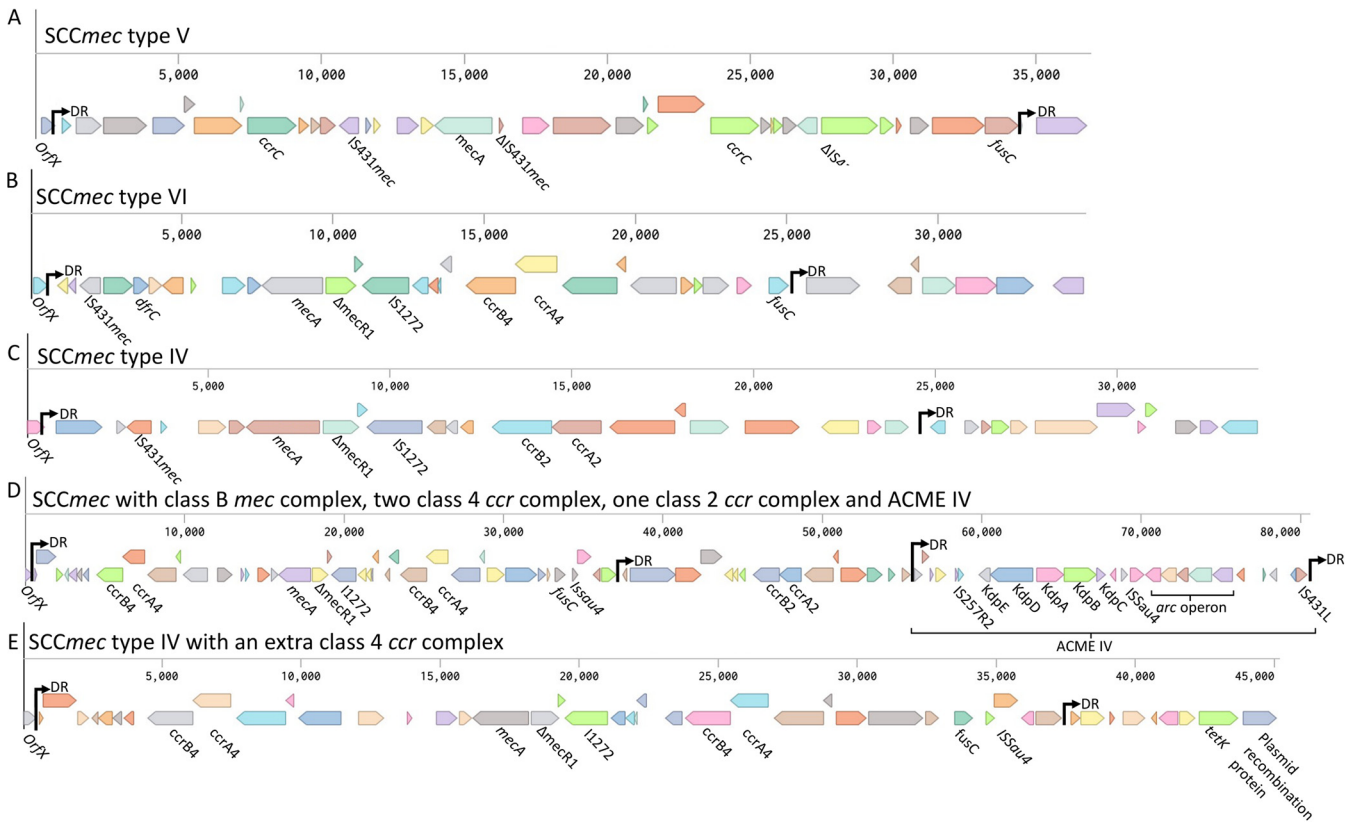 A
SCCmec type V
5,000 10,000 15,000 20,000 25,000 30,000 35,000
DR DR
OrfX ccrC IS431mec mecA ΔIS431mec ccrC ΔIS4 fusC
B
SCCmec type VI
5,000 10,000 15,000 20,000 25,000 30,000
DR DR
OrfX IS431mec dfrC mecA ΔmecR1 IS1272 ccrB4 ccrA4 fusC
C
SCCmec type IV
5,000 10,000 15,000 20,000 25,000 30,000
DR DR
OrfX IS431mec mecA ΔmecR1 IS1272 ccrB2 ccrA2
D
SCCmec with class B mec complex, two class 4 ccr complex, one class 2 ccr complex and ACME IV
10,000 20,000 30,000 40,000 50,000 60,000 70,000 80,000
DR DR DR DR
OrfX ccrB4 ccrA4 mecA ΔmecR1 I1272 ccrB4 ccrA4 fusC ISsau4 ccrB2 ccrA2 IS257R2 KdpE KdpD KdpA KdpB KdpC ISSau4 arc operon IS431L
ACME IV
E
SCCmec type IV with an extra class 4 ccr complex
5,000 10,000 15,000 20,000 25,000 30,000 35,000 40,000 45,000
DR DR
OrfX ccrB4 ccrA4 mecA ΔmecR1 I1272 ccrB4 ccrA4 fusC ISSau4 tetK Plasmid
recombination
protein